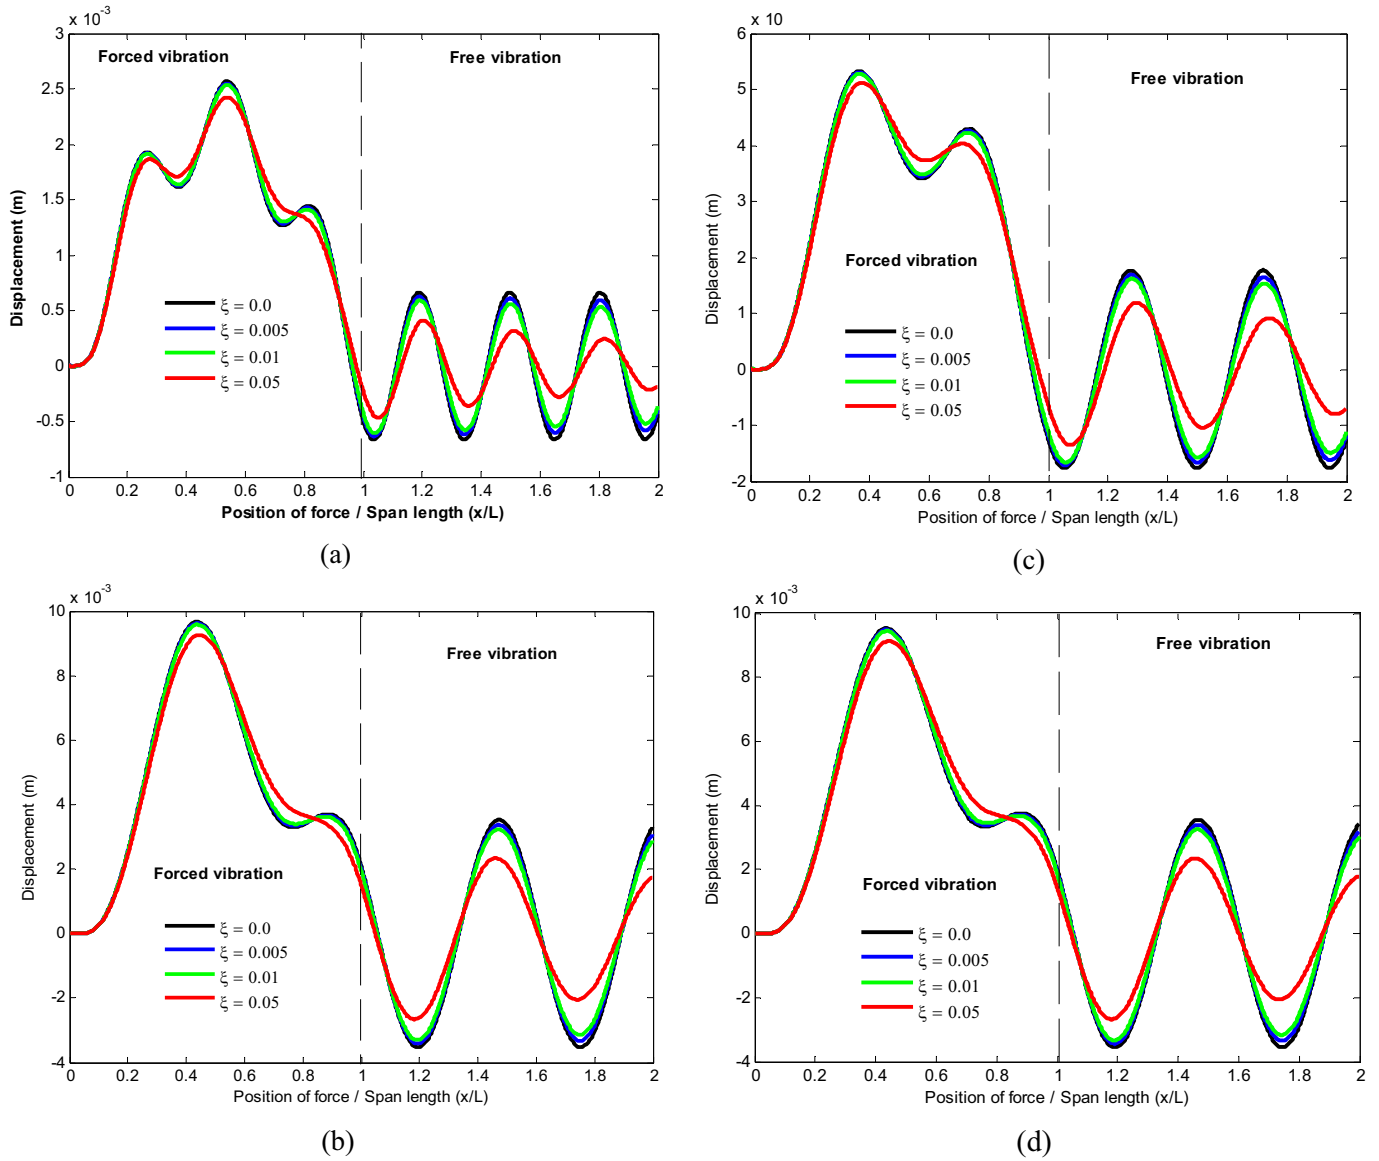 x 10⁻³
3
2.5
2
1.5
1
0.5
0
-0.5
-1
Displacement (m)
Forced vibration
Free vibration
ξ = 0.0
ξ = 0.005
ξ = 0.01
ξ = 0.05
0 0.2 0.4 0.6 0.8 1 1.2 1.4 1.6 1.8 2
Position of force / Span length (x/L)
(a)
x 10
6
5
4
3
2
1
0
-1
-2
Displacement (m)
Free vibration
Forced vibration
ξ = 0.0
ξ = 0.005
ξ = 0.01
ξ = 0.05
0 0.2 0.4 0.6 0.8 1 1.2 1.4 1.6 1.8 2
Position of force / Span length (x/L)
(c)
x 10⁻³
10
8
6
4
2
0
-2
-4
Displacement (m)
Free vibration
Forced vibration
ξ = 0.0
ξ = 0.005
ξ = 0.01
ξ = 0.05
0 0.2 0.4 0.6 0.8 1 1.2 1.4 1.6 1.8 2
Position of force / Span length (x/L)
(b)
x 10⁻³
10
8
6
4
2
0
-2
-4
Displacement (m)
Free vibration
Forced vibration
ξ = 0.0
ξ = 0.005
ξ = 0.01
ξ = 0.05
0 0.2 0.4 0.6 0.8 1 1.2 1.4 1.6 1.8 2
Position of force / Span length (x/L)
(d)